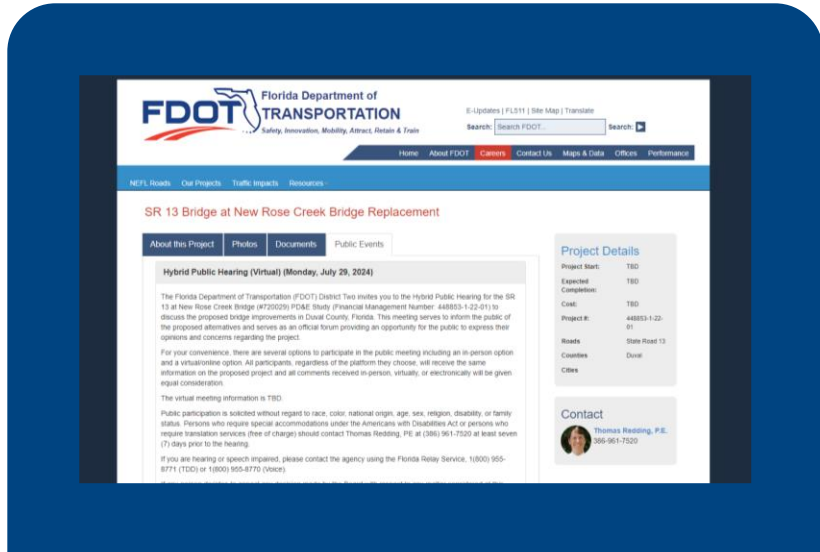 FDOT
Florida Department of
TRANSPORTATION
Safety, Innovation, Mobility, Attract, Retain & Train
E-Updates | FL511 | Site Map | Translate
Search: Search FDOT... Search:
Home About FDOT Careers Contact Us Maps & Data Offices Performance
NEFL Roads Our Projects Traffic Impacts Resources
SR 13 Bridge at New Rose Creek Bridge Replacement
About this Project Photos Documents Public Events
Hybrid Public Hearing (Virtual) (Monday, July 29, 2024)
The Florida Department of Transportation (FDOT) District Two invites you to the Hybrid Public Hearing for the SR
13 at New Rose Creek Bridge (#720029) PD&E Study (Financial Management Number: 448853-1-22-01) to
discuss the proposed bridge improvements in Duval County, Florida. This meeting serves to inform the public of
the proposed alternatives and serves as an official forum providing an opportunity for the public to express their
opinions and concerns regarding the project.
For your convenience, there are several options to participate in the public meeting including an in-person option
and a virtual/online option. All participants, regardless of the platform they choose, will receive the same
information on the proposed project and all comments received in-person, virtually, or electronically will be given
equal consideration.
The virtual meeting information is TBD.
Public participation is solicited without regard to race, color, national origin, age, sex, religion, disability, or family
status. Persons who require special accommodations under the Americans with Disabilities Act or persons who
require translation services (free of charge) should contact Thomas Redding, PE at (386) 961-7520 at least seven
(7) days prior to the hearing.
If you are hearing or speech impaired, please contact the agency using the Florida Relay Service, 1(800) 955-
8771 (TDD) or 1(800) 955-8770 (Voice).
Project Details
Project Start: TBD
Expected TBD
Completion:
Cost: TBD
Project #: 448853-1-22-
01
Roads State Road 13
Counties Duval
Cities
Contact
Thomas Redding, P.E.
386-961-7520